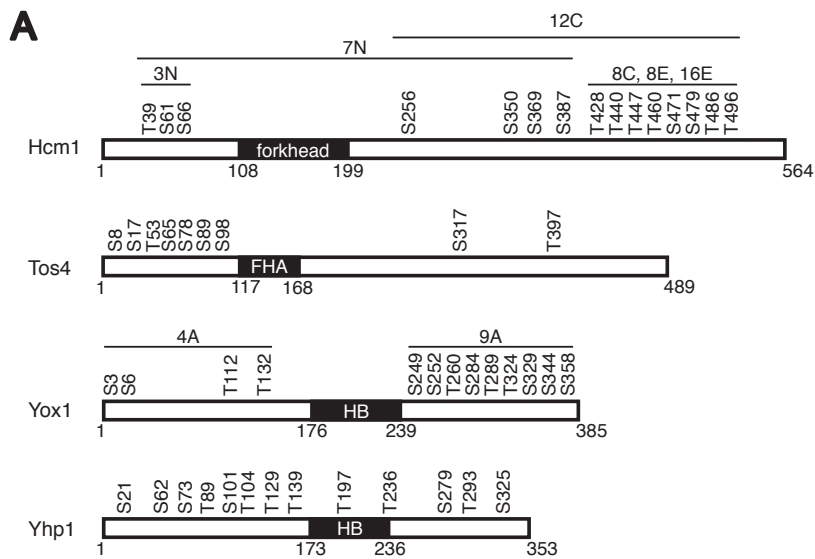 A
12C
7N
3N
8C, 8E, 16E
T39 S61 S66 S256 S350 S369 S387 T428 T440 T447 T460 S471 S479 T486 T496
Hcm1
forkhead
1 108 199 564
S8 S17 T53 S65 S78 S89 S98 S317 T397
Tos4
FHA
1 117 168 489
4A 9A
S3 S6 T112 T132 S249 S252 T260 S284 T289 T324 S329 S344 S358
Yox1
HB
1 176 239 385
S21 S62 S73 T89 S101 T104 T129 T139 T197 T236 S279 T293 S325
Yhp1
HB
1 173 236 353